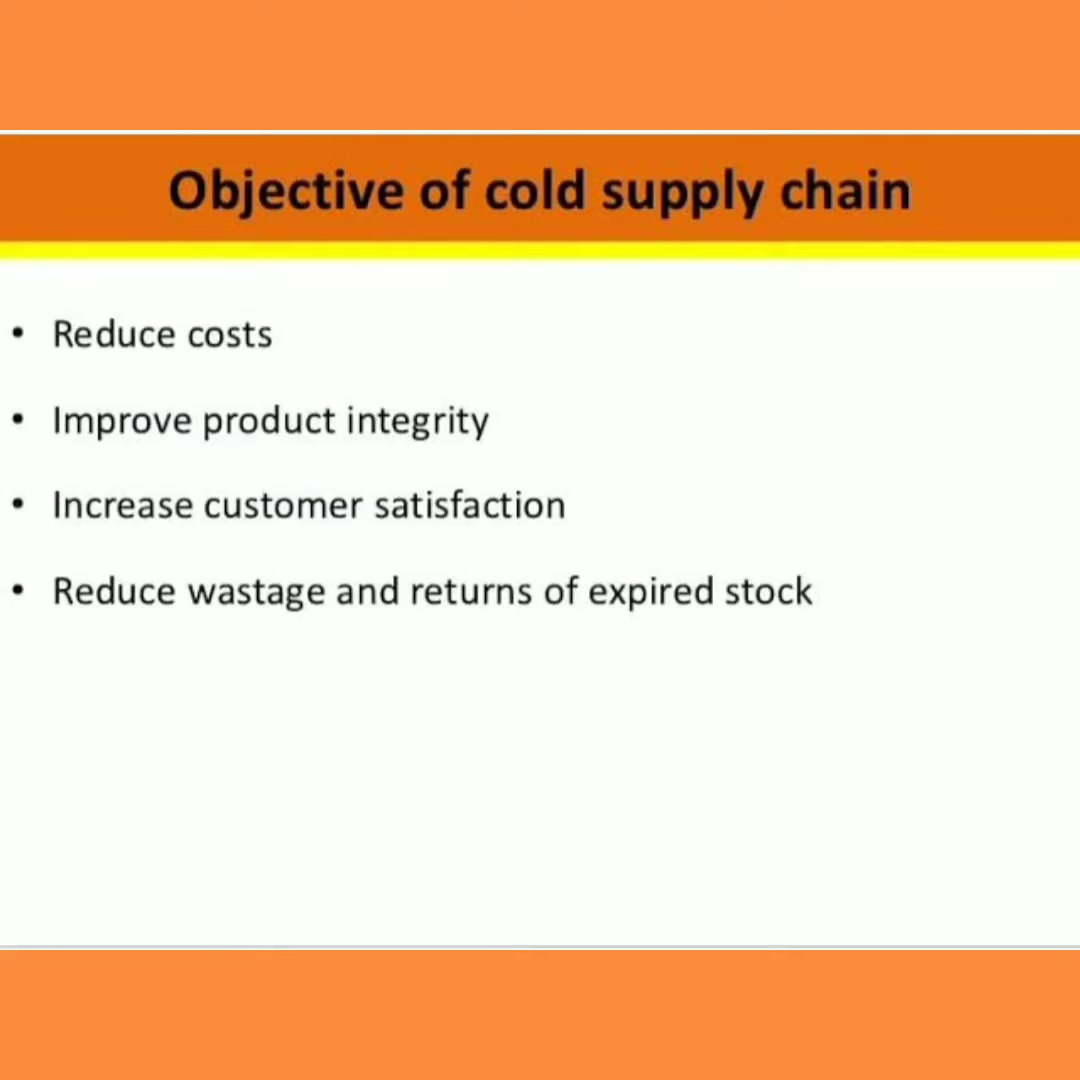 Objective of cold supply chain
• Reduce costs
• Improve product integrity
• Increase customer satisfaction
• Reduce wastage and returns of expired stock